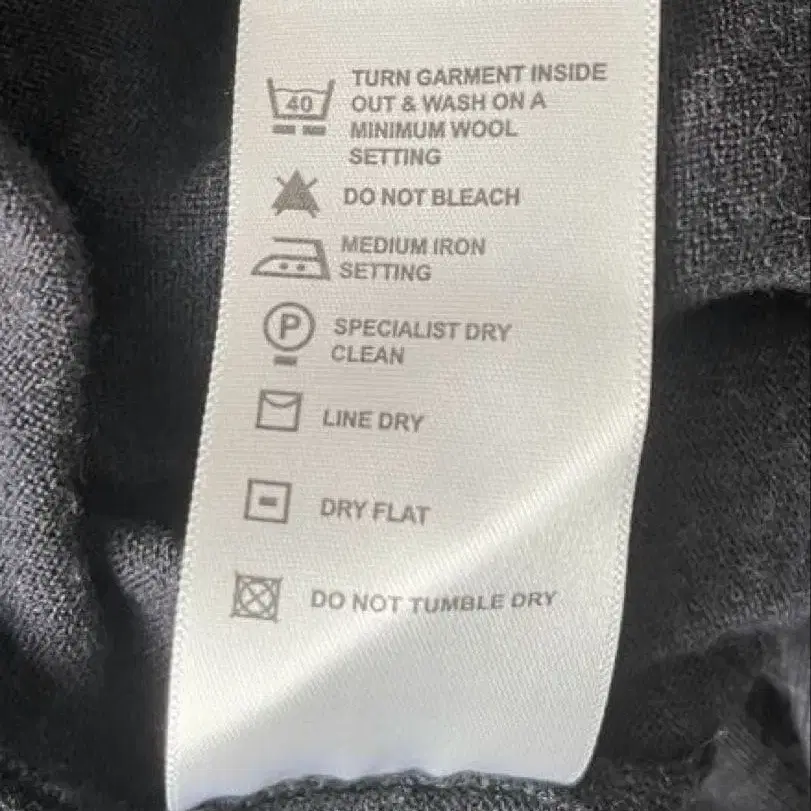 40
TURN GARMENT INSIDE
OUT & WASH ON A
MINIMUM WOOL
SETTING
DO NOT BLEACH
MEDIUM IRON
SETTING
P
SPECIALIST DRY
CLEAN
LINE DRY
DRY FLAT
DO NOT TUMBLE DRY